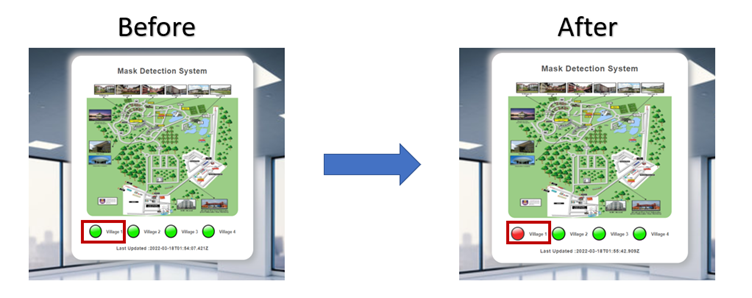 Before
After
Mask Detection System
Village 1 Village 2 Village 3 Village 4
Last Updated :2022-03-18T01:54:07.421Z
Mask Detection System
Village 1 Village 2 Village 3 Village 4
Last Updated :2022-03-18T01:55:42.909Z